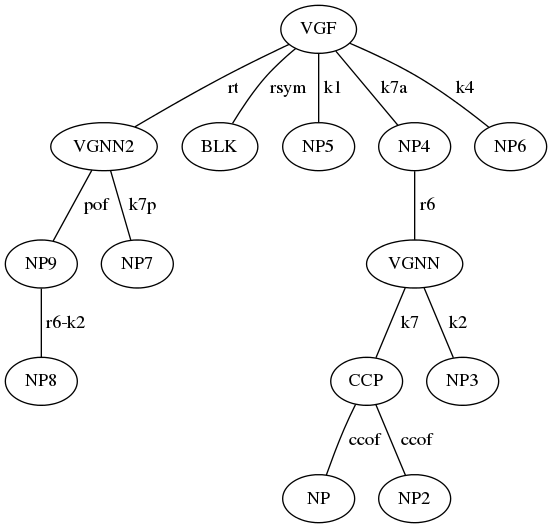 VGF
rt rsym k1 k7a k4
VGNN2 BLK NP5 NP4 NP6
pof k7p r6
NP9 NP7 VGNN
r6-k2 k7 k2
NP8 CCP NP3
ccof ccof
NP NP2